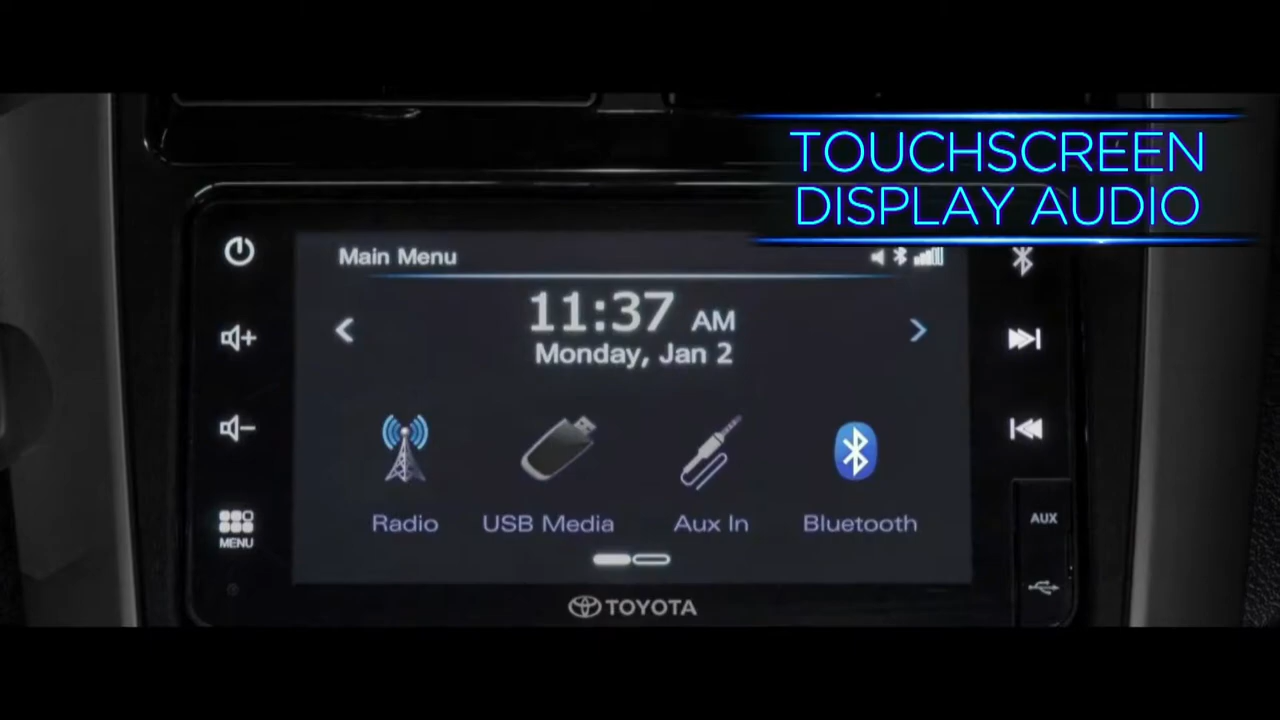 TOUCHSCREEN
DISPLAY AUDIO
Main Menu
11:37 AM
Monday, Jan 2
Radio
USB Media
Aux In
Bluetooth
MENU
AUX
TOYOTA